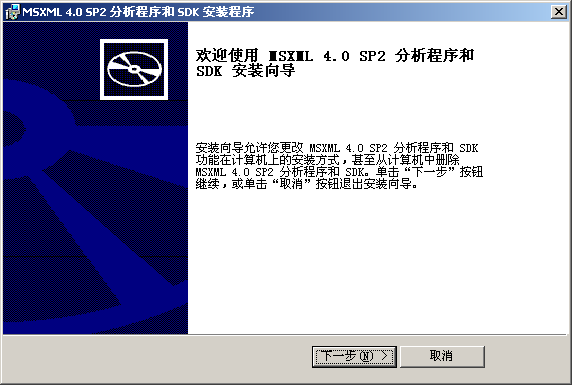 MSXML 4.0 SP2 分析程序和 SDK 安装程序
欢迎使用 MSXML 4.0 SP2 分析程序和
SDK 安装向导
安装向导允许您更改 MSXML 4.0 SP2 分析程序和 SDK
功能在计算机上的安装方式，甚至从计算机中删除
MSXML 4.0 SP2 分析程序和 SDK。单击“下一步”按钮
继续，或单击“取消”按钮退出安装向导。
下一步(N) >
取消